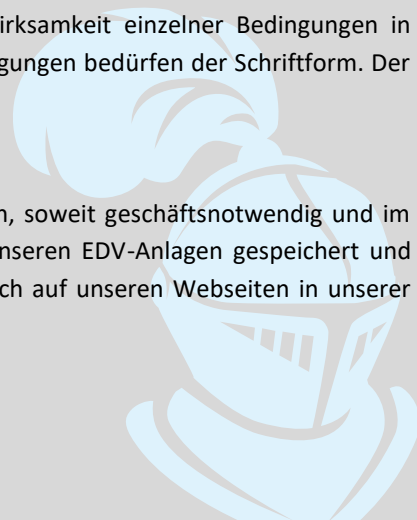 irksamkeit einzelner Bedingungen in
gungen bedürfen der Schriftform. Der
n, soweit geschäftsnotwendig und im
nseren EDV-Anlagen gespeichert und
ch auf unseren Webseiten in unserer